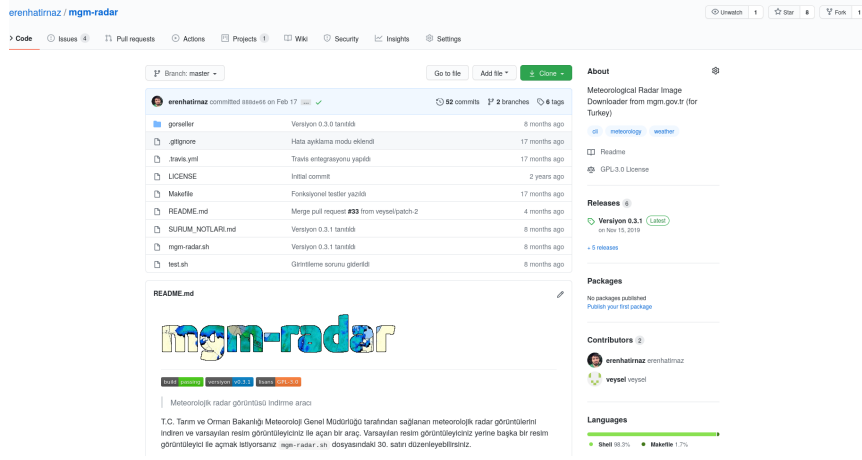 erenhatirnaz / mgm-radar
Unwatch 1 Star 8 Fork 1
Code Issues 4 Pull requests Actions Projects 1 Wiki Security Insights Settings
Branch: master Go to file Add file Clone
erenhatirnaz committed on Feb 17 ... 52 commits 2 branches 6 tags
gorseller Versiyon 0.3.0 tanıtıldı 8 months ago
.gitignore Hata ayıklama modu eklendi 17 months ago
.travis.yml Travis entegrasyonu yapıldı 17 months ago
LICENSE Initial commit 2 years ago
Makefile Fonksiyonel testler yazıldı 17 months ago
README.md Merge pull request #33 from veysel/patch-2 4 months ago
SURUM_NOTLARI.md Versiyon 0.3.1 tanıtıldı 8 months ago
mgm-radar.sh Versiyon 0.3.1 tanıtıldı 8 months ago
test.sh Girintileme sorunu giderildi 8 months ago
README.md
mgm-radar
build passing versiyon v0.3.1 lisans GPL-3.0
Meteorolojik radar görüntüsü indirme aracı
T.C. Tarım ve Orman Bakanlığı Meteoroloji Genel Müdürlüğü tarafından sağlanan meteorolojik radar görüntülerini
indiren ve varsayılan resim görüntüleyiciniz ile açan bir araç. Varsayılan resim görüntüleyiciniz yerine başka bir resim
görüntüleyici ile açmak istiyorsanız mgm-radar.sh dosyasındaki 30. satırı düzenleyebilirsiniz.
About
Meteorological Radar Image
Downloader from mgm.gov.tr (for
Turkey)
cli meteorology weather
Readme
GPL-3.0 License
Releases 6
Versiyon 0.3.1 Latest
on Nov 15, 2019
+ 5 releases
Packages
No packages published
Publish your first package
Contributors 2
erenhatirnaz erenhatirnaz
veysel veysel
Languages
Shell 98.3% Makefile 1.7%